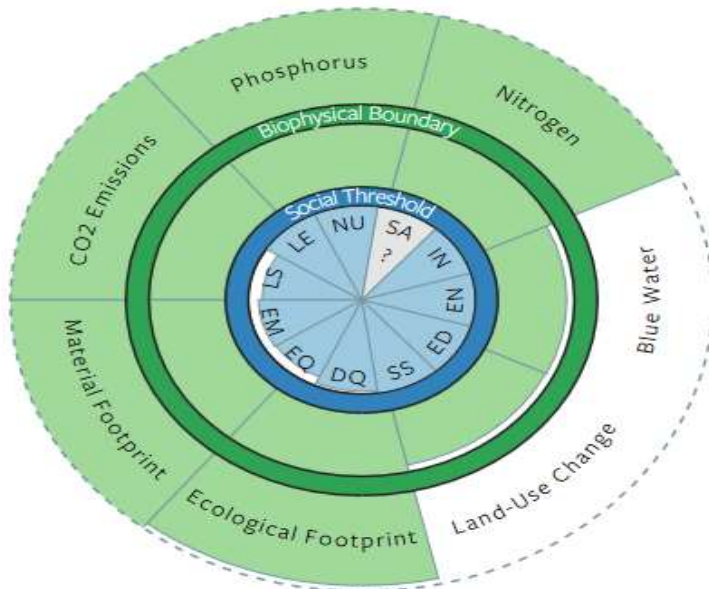 Phosphorus
Nitrogen
Biophysical Boundary
CO2 Emissions
Social Threshold
Blue Water
Material Footprint
Land-Use Change
Ecological Footprint
NU
SA
?
IN
EN
ED
SS
DQ
EQ
EM
LS
LE